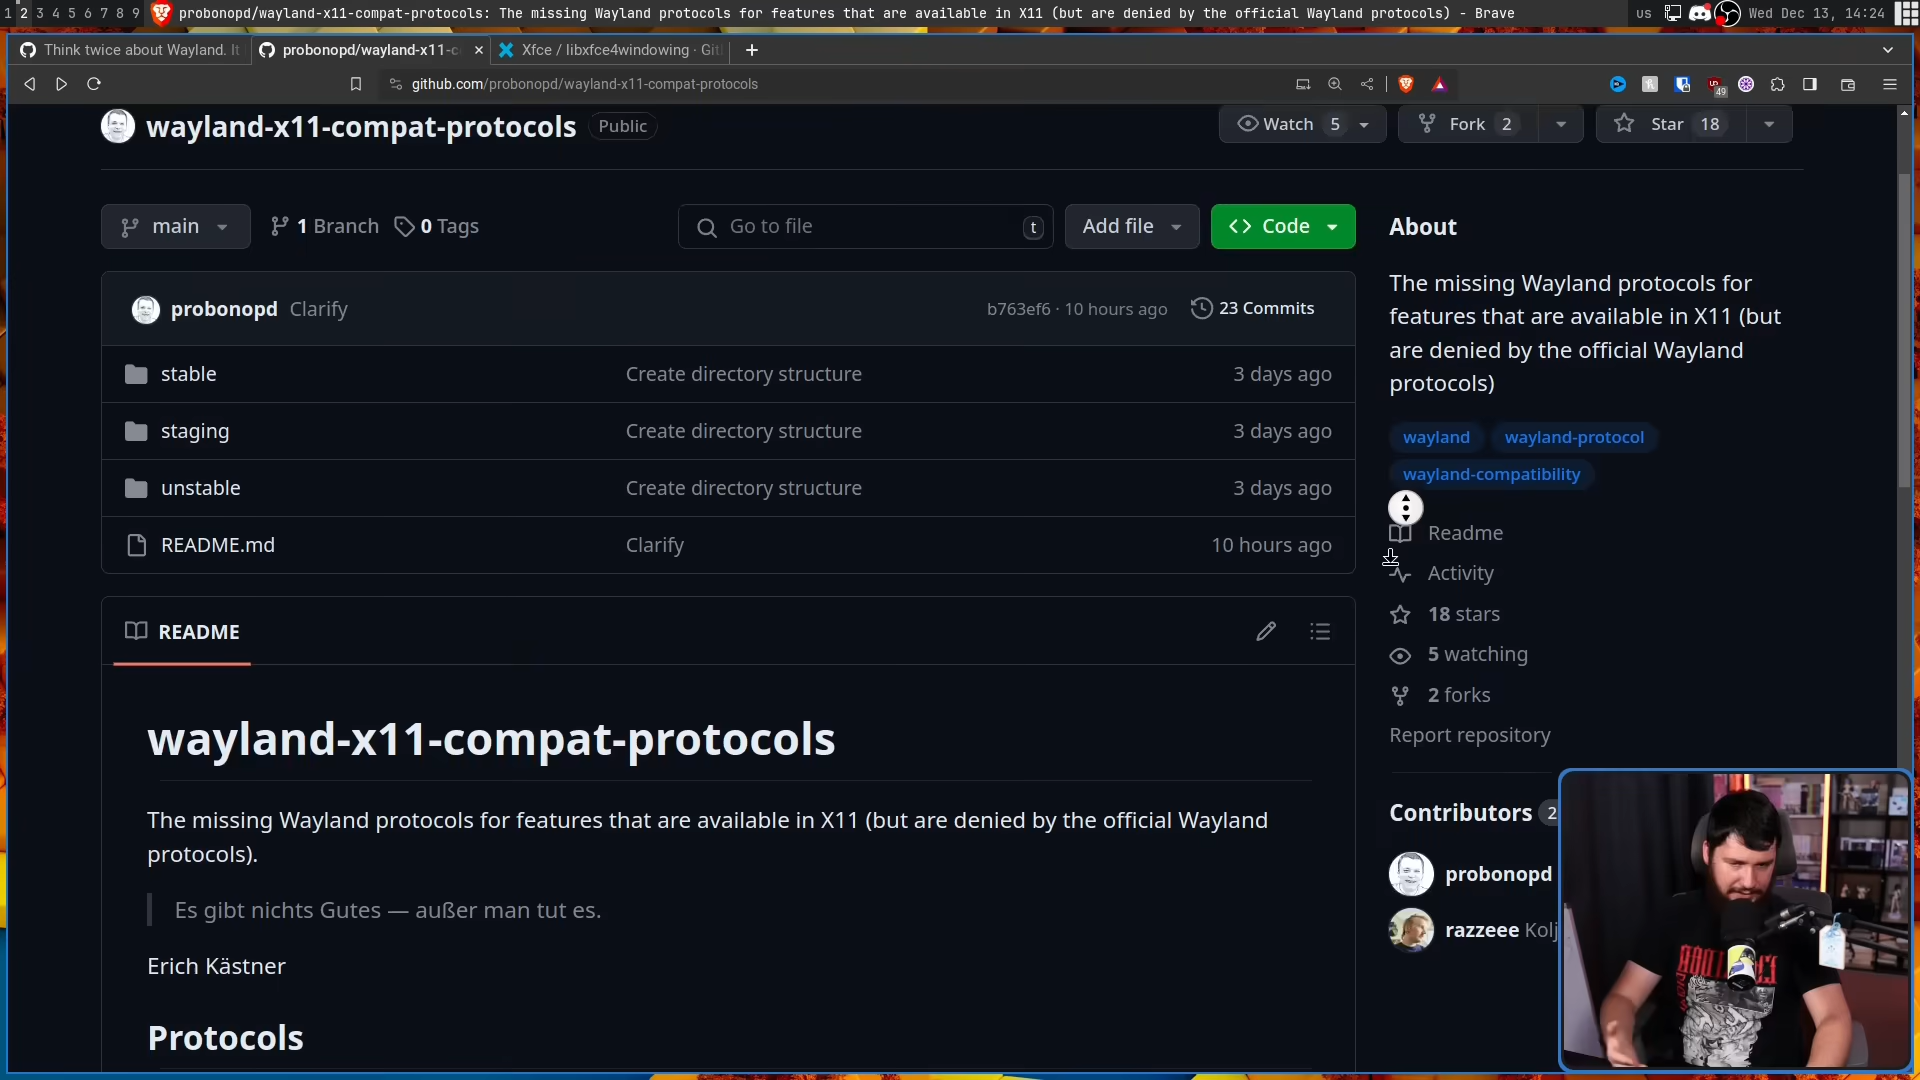 1 2 3 4 5 6 7 8 9 probonopd/wayland-x11-compat-protocols: The missing Wayland protocols for features that are available in X11 (but are denied by the official Wayland protocols) - Brave us Wed Dec 13, 14:24
Think twice about Wayland. It
probonopd/wayland-x11-c
Xfce / libxfce4windowing · Git
github.com/probonopd/wayland-x11-compat-protocols
49
wayland-x11-compat-protocols Public
Watch 5
Fork 2
Star 18
main
1 Branch
0 Tags
Go to file t
Add file
Code
probonopd Clarify b763ef6 · 10 hours ago 23 Commits
stable Create directory structure 3 days ago
staging Create directory structure 3 days ago
unstable Create directory structure 3 days ago
README.md Clarify 10 hours ago
README
wayland-x11-compat-protocols
The missing Wayland protocols for features that are available in X11 (but are denied by the official Wayland
protocols).
Es gibt nichts Gutes — außer man tut es.
Erich Kästner
Protocols
About
The missing Wayland protocols for
features that are available in X11 (but
are denied by the official Wayland
protocols)
wayland wayland-protocol
wayland-compatibility
Readme
Activity
18 stars
5 watching
2 forks
Report repository
Contributors 2
probonopd
razzeee Kolj